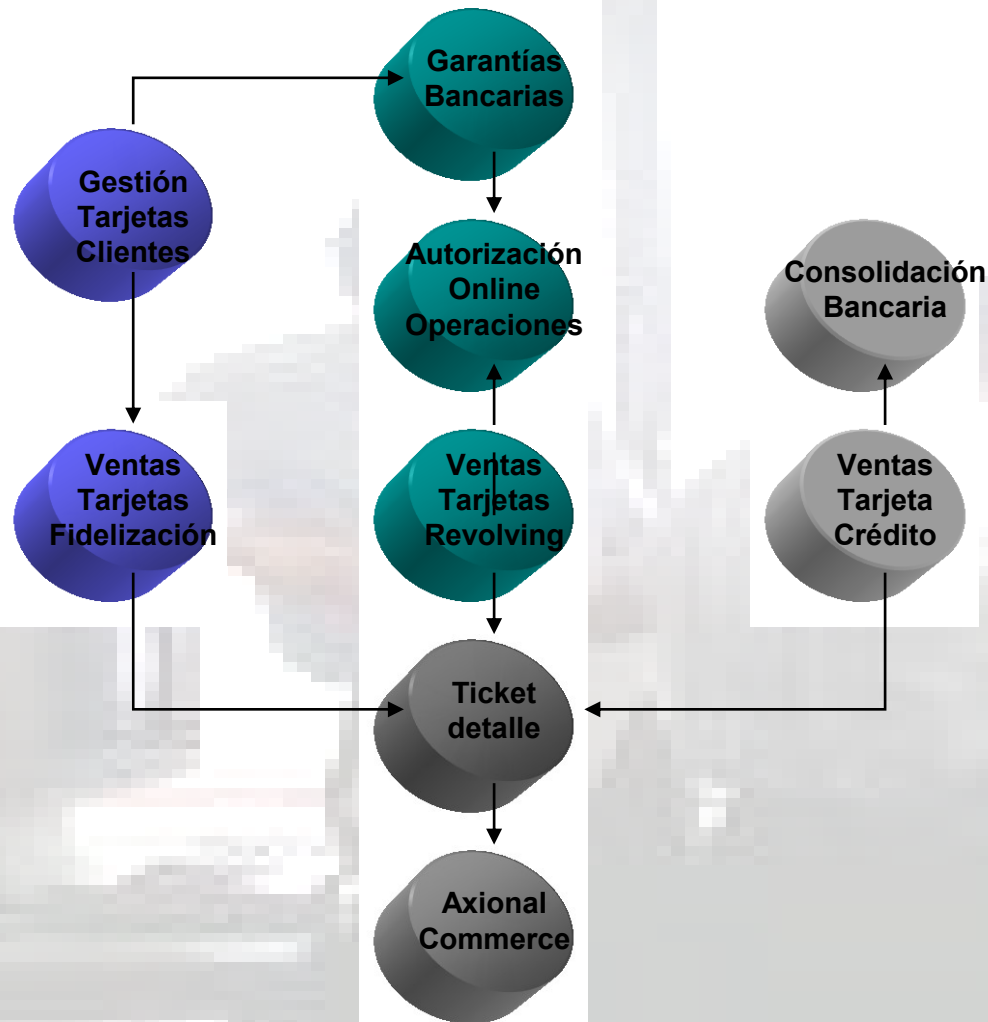 Garantías
Bancarias
Gestión
Tarjetas
Clientes
Autorización
Online
Operaciones
Consolidación
Bancaria
Ventas
Tarjetas
Fidelización
Ventas
Tarjetas
Revolving
Ventas
Tarjeta
Crédito
Ticket
detalle
Axional
Commerce